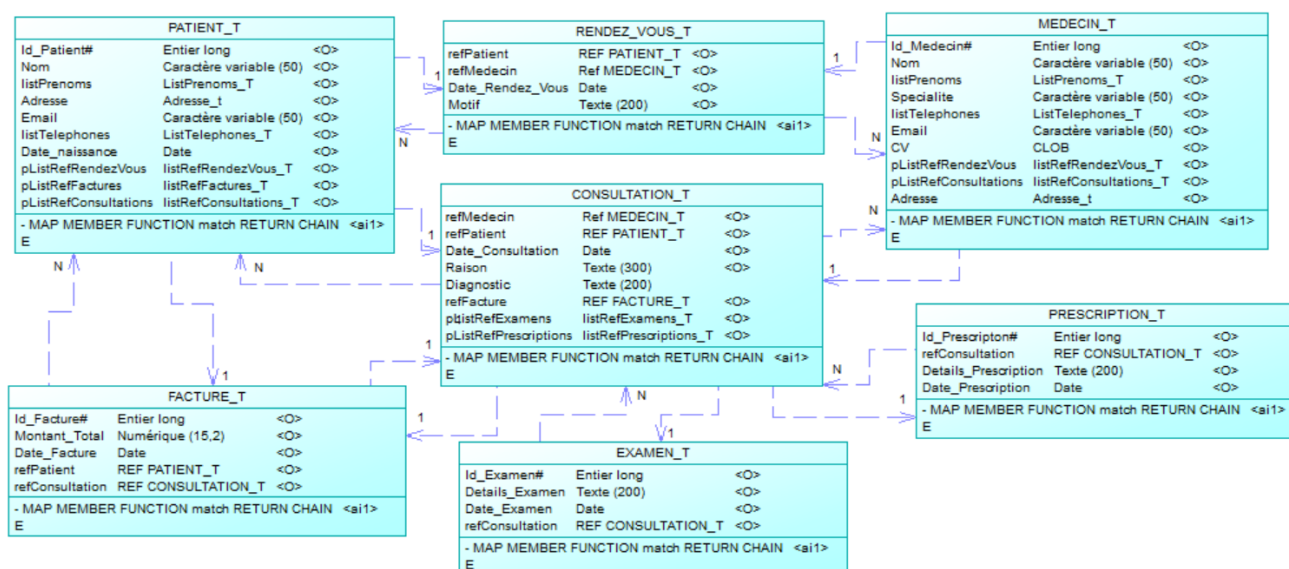 PATIENT_T
Id_Patient# Entier long <O>
Nom Caractère variable (50) <O>
listPrenoms ListPrenoms_T <O>
Adresse Adresse_t <O>
Email Caractère variable (50) <O>
listTelephones ListTelephones_T <O>
Date_naissance Date <O>
pListRefRendezVous listRefRendezVous_T <O>
pListRefFactures listRefFactures_T <O>
pListRefConsultations listRefConsultations_T <O>
- MAP MEMBER FUNCTION match RETURN CHAIN <ai1>
E
RENDEZ_VOUS_T
refPatient REF PATIENT_T <O>
refMedecin Ref MEDECIN_T <O>
Date_Rendez_Vous Date <O>
Motif Texte (200) <O>
- MAP MEMBER FUNCTION match RETURN CHAIN <ai1>
E
MEDECIN_T
Id_Medecin# Entier long <O>
Nom Caractère variable (50) <O>
listPrenoms ListPrenoms_T <O>
Specialite Caractère variable (50) <O>
listTelephones ListTelephones_T <O>
Email Caractère variable (50) <O>
CV CLOB <O>
pListRefRendezVous listRefRendezVous_T <O>
pListRefConsultations listRefConsultations_T <O>
Adresse Adresse_t <O>
- MAP MEMBER FUNCTION match RETURN CHAIN <ai1>
E
1
N
1
N
CONSULTATION_T
refMedecin Ref MEDECIN_T <O>
refPatient REF PATIENT_T <O>
Date_Consultation Date <O>
Raison Texte (300) <O>
Diagnostic Texte (200)
refFacture REF FACTURE_T <O>
pListRefExamens listRefExamens_T <O>
pListRefPrescriptions listRefPrescriptions_T <O>
- MAP MEMBER FUNCTION match RETURN CHAIN <ai1>
E
1
N
N
1
N
1
PRESCRIPTION_T
Id_Prescripton# Entier long <O>
refConsultation REF CONSULTATION_T <O>
Details_Prescription Texte (200) <O>
Date_Prescription Date <O>
- MAP MEMBER FUNCTION match RETURN CHAIN <ai1>
E
1
N
1
FACTURE_T
Id_Facture# Entier long <O>
Montant_Total Numérique (15,2) <O>
Date_Facture Date <O>
refPatient REF PATIENT_T <O>
refConsultation REF CONSULTATION_T <O>
- MAP MEMBER FUNCTION match RETURN CHAIN <ai1>
E
1
N
1
EXAMEN_T
Id_Examen# Entier long <O>
Details_Examen Texte (200) <O>
Date_Examen Date <O>
refConsultation REF CONSULTATION_T <O>
- MAP MEMBER FUNCTION match RETURN CHAIN <ai1>
E